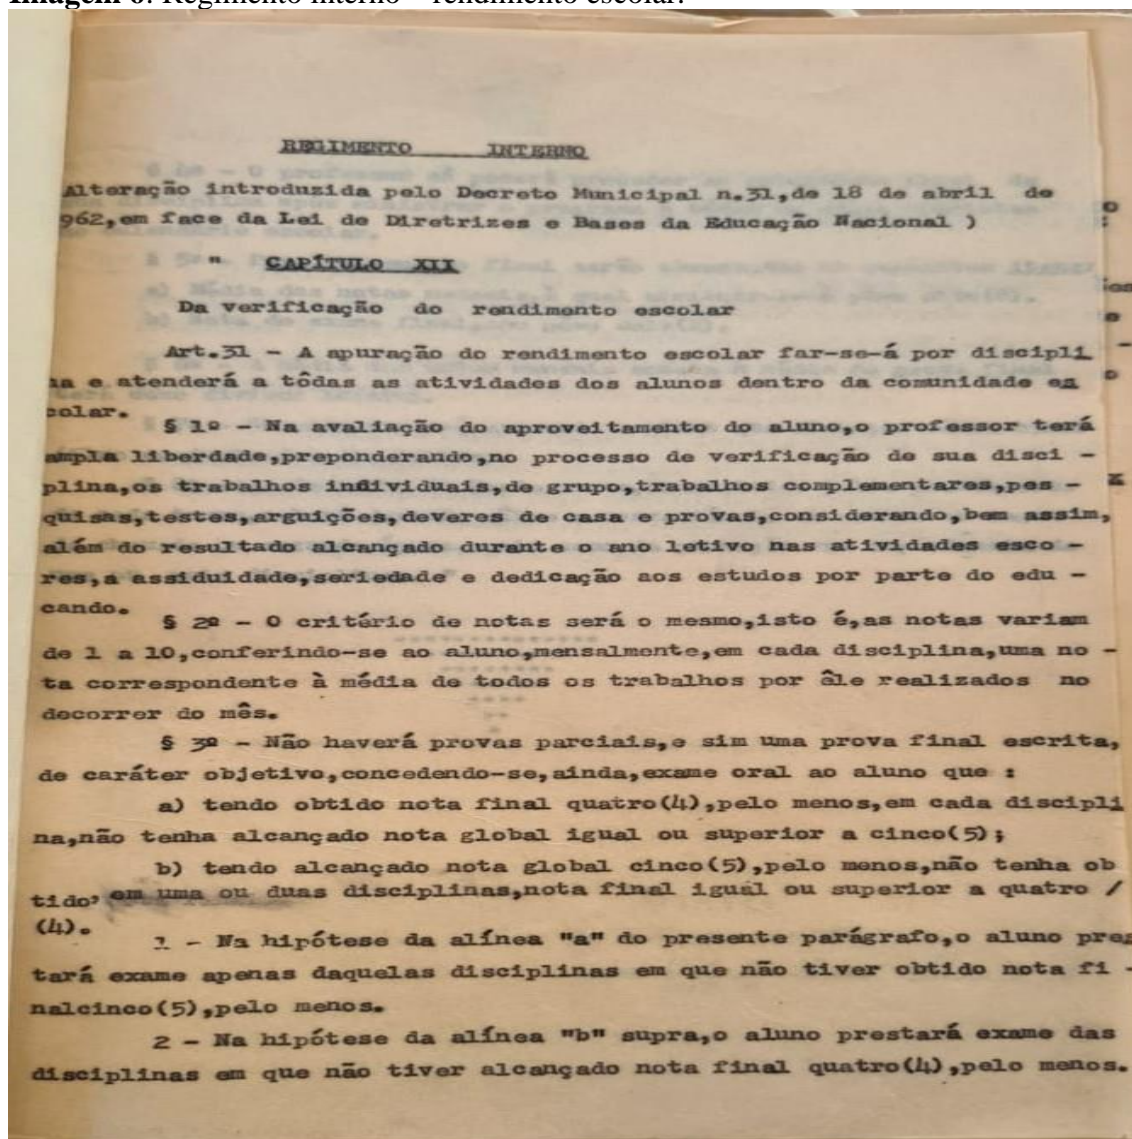 Imagem 6: Regimento interno – rendimento escolar.
REGIMENTO INTERNO
Alteração introduzida pelo Decreto Municipal n.31,de 18 de abril de
962,em face da Lei de Diretrizes e Bases da Educação Nacional )
" CAPÍTULO XII
Da verificação do rendimento escolar
Art.31 - A apuração do rendimento escolar far-se-á por discipli
na e atenderá a tôdas as atividades dos alunos dentro da comunidade es
colar.
§ 1º - Na avaliação do aproveitamento do aluno,o professor terá
ampla liberdade,preponderando,no processo de verificação de sua disci -
plina,os trabalhos individuais,de grupo,trabalhos complementares,pes -
quisas,testes,arguições,deveres de casa e provas,considerando,bem assim,
além do resultado alcançado durante o ano letivo nas atividades esco -
res,a assiduidade,seriedade e dedicação aos estudos por parte do edu -
cando.
§ 2º - O critério de notas será o mesmo,isto é,as notas variam
de 1 a 10,conferindo-se ao aluno,mensalmente,em cada disciplina,uma no -
ta correspondente à média de todos os trabalhos por êle realizados no
decorrer do mês.
§ 3º - Não haverá provas parciais,e sim uma prova final escrita,
de caráter objetivo,concedendo-se,ainda,exame oral ao aluno que :
a) tendo obtido nota final quatro(4),pelo menos,em cada discipli
na,não tenha alcançado nota global igual ou superior a cinco(5);
b) tendo alcançado nota global cinco(5),pelo menos,não tenha ob
tido, em uma ou duas disciplinas,nota final igual ou superior a quatro /
(4).
1 - Na hipótese da alínea "a" do presente parágrafo,o aluno pres
tará exame apenas daquelas disciplinas em que não tiver obtido nota fi -
nalcinco(5),pelo menos.
2 - Na hipótese da alínea "b" supra,o aluno prestará exame das
disciplinas em que não tiver alcançado nota final quatro(4),pelo menos.